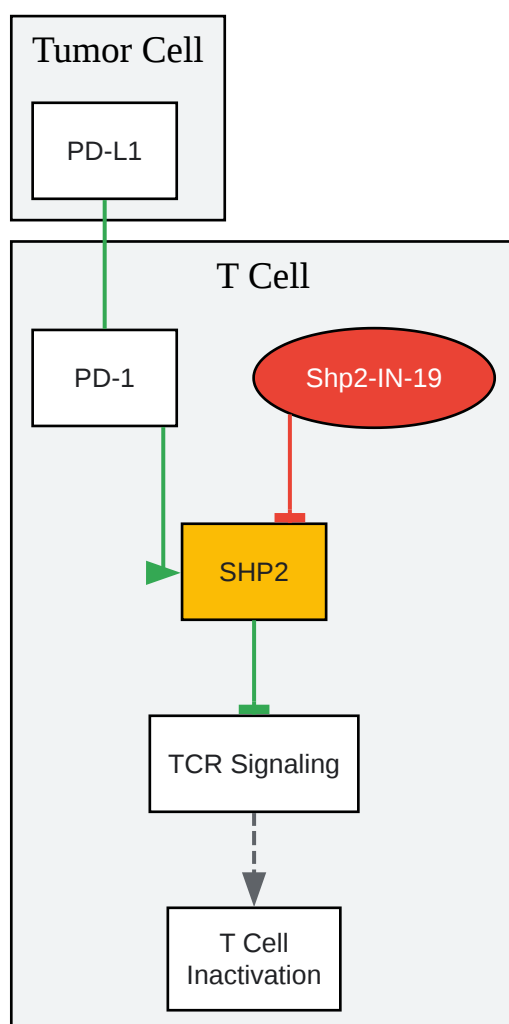 Tumor Cell
PD-L1
T Cell
PD-1
Shp2-IN-19
SHP2
TCR Signaling
T Cell
Inactivation